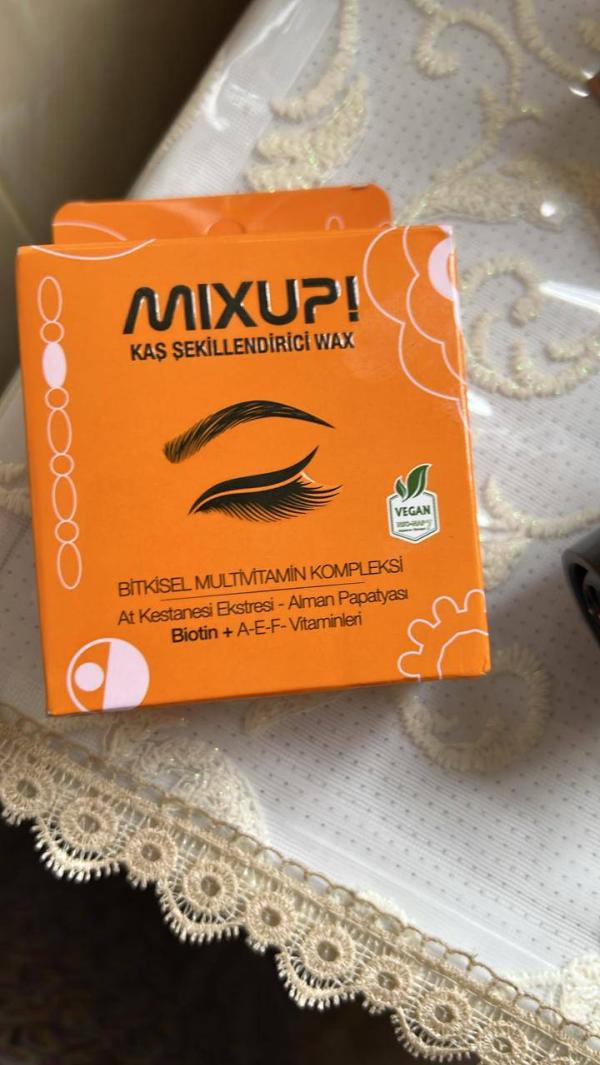 MIXUP!
KAŞ ŞEKİLLENDİRİCİ WAX
VEGAN
BİTKİSEL MULTİVİTAMİN KOMPLEKSİ
At Kestanesi Ekstresi - Alman Papatyası
Biotin + A-E-F- Vitaminleri